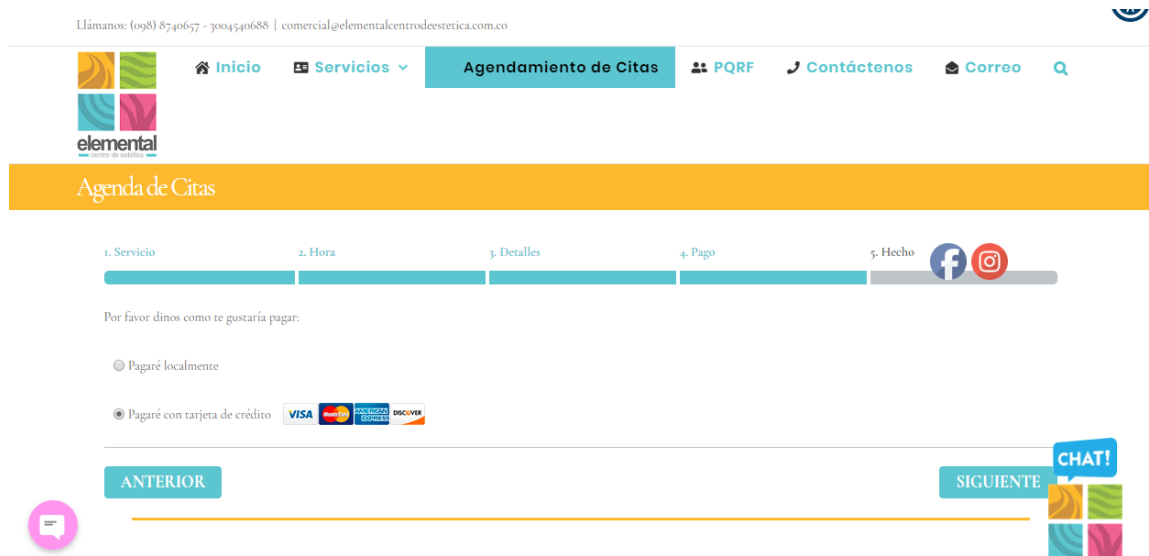 Llámanos: (098) 8740657 - 3004540688 | comercial@elementalcentrodeestetica.com.co
Inicio Servicios Agendamiento de Citas PQRF Contáctenos Correo
elemental
centro de estética
Agenda de Citas
1. Servicio 2. Hora 3. Detalles 4. Pago 5. Hecho
Por favor dinos como te gustaría pagar:
Pagaré localmente
Pagaré con tarjeta de crédito VISA MasterCard AMERICAN EXPRESS DISCOVER
CHAT!
ANTERIOR SIGUIENTE